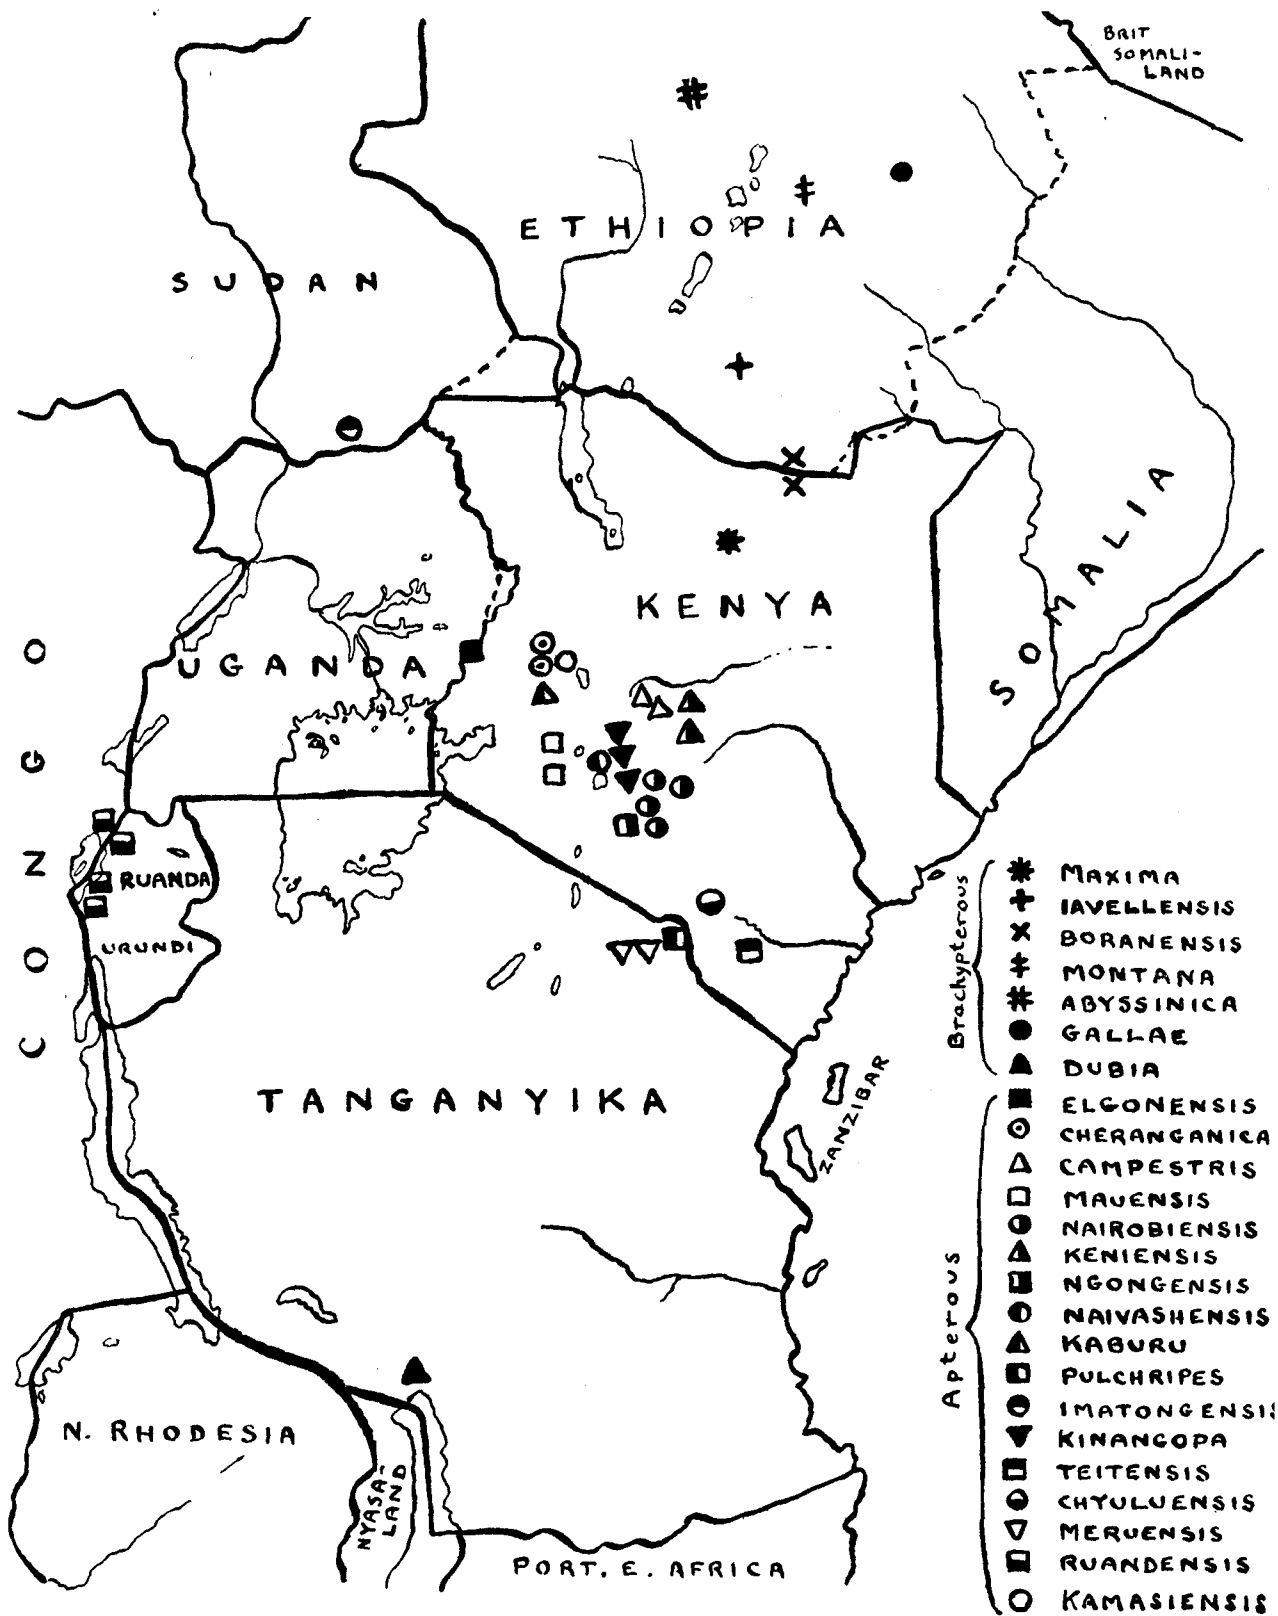 BRIT
SOMALI-
LAND
ETHIOPIA
SUDAN
KENYA
SOMALIA
UGANDA
CONGO
RUANDA
URUNDI
TANGANYIKA
ZANZIBAR
N. RHODESIA
NYASA-
LAND
PORT. E. AFRICA
Brachypterous
MAXIMA
IAVELLENSIS
BORANENSIS
MONTANA
ABYSSINICA
GALLAE
DUBIA
Apterous
ELGONENSIS
CHERANGANICA
CAMPESTRIS
MAUENSIS
NAIROBIENSIS
KENIENSIS
NGONGENSIS
NAIVASHENSIS
KABURU
PULCHRIPES
IMATONGENSIS
KINANGOPA
TEITENSIS
CHYULUENSIS
MERUENSIS
RUANDENSIS
KAMASIENSIS